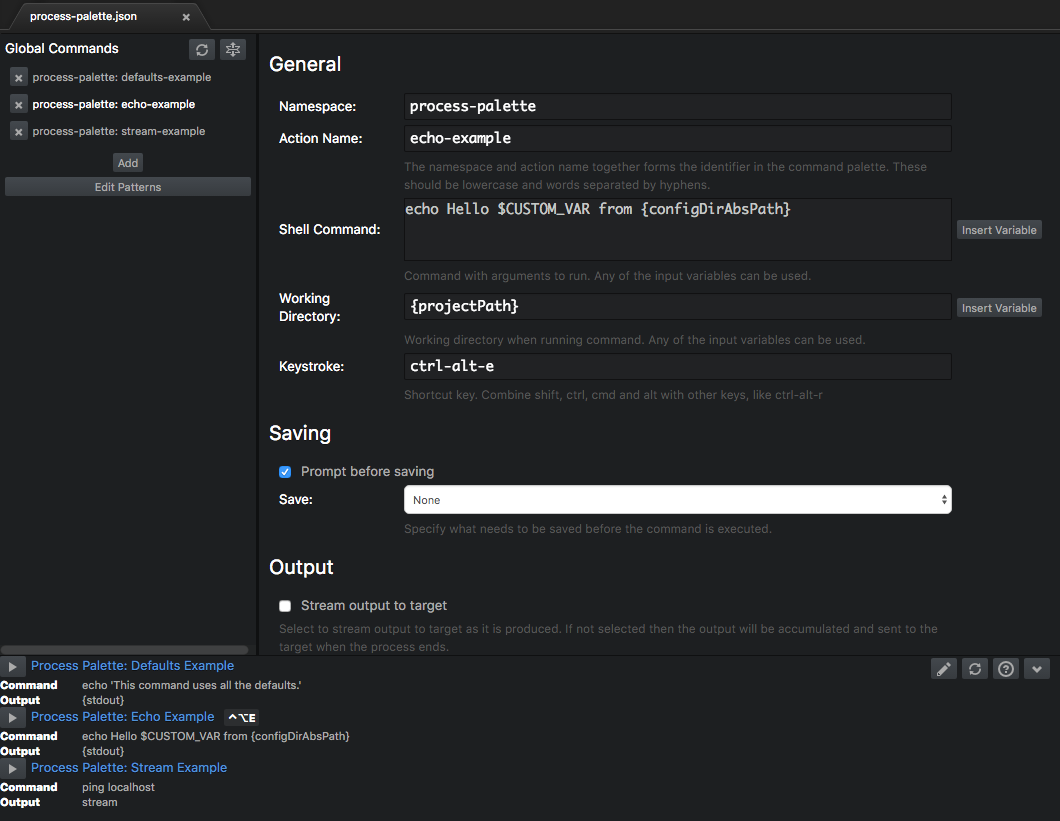 process-palette.json
Global Commands
process-palette: defaults-example
process-palette: echo-example
process-palette: stream-example
Add
Edit Patterns
General
Namespace:
process-palette
Action Name:
echo-example
The namespace and action name together forms the identifier in the command palette. These
should be lowercase and words separated by hyphens.
Shell Command:
echo Hello $CUSTOM_VAR from {configDirAbsPath}
Insert Variable
Command with arguments to run. Any of the input variables can be used.
Working
Directory:
{projectPath}
Insert Variable
Working directory when running command. Any of the input variables can be used.
Keystroke:
ctrl-alt-e
Shortcut key. Combine shift, ctrl, cmd and alt with other keys, like ctrl-alt-r
Saving
Prompt before saving
Save:
None
Specify what needs to be saved before the command is executed.
Output
Stream output to target
Select to stream output to target as it is produced. If not selected then the output will be accumulated and sent to the
target when the process ends.
Process Palette: Defaults Example
Command echo 'This command uses all the defaults.'
Output {stdout}
Process Palette: Echo Example ⌃⌥E
Command echo Hello $CUSTOM_VAR from {configDirAbsPath}
Output {stdout}
Process Palette: Stream Example
Command ping localhost
Output stream